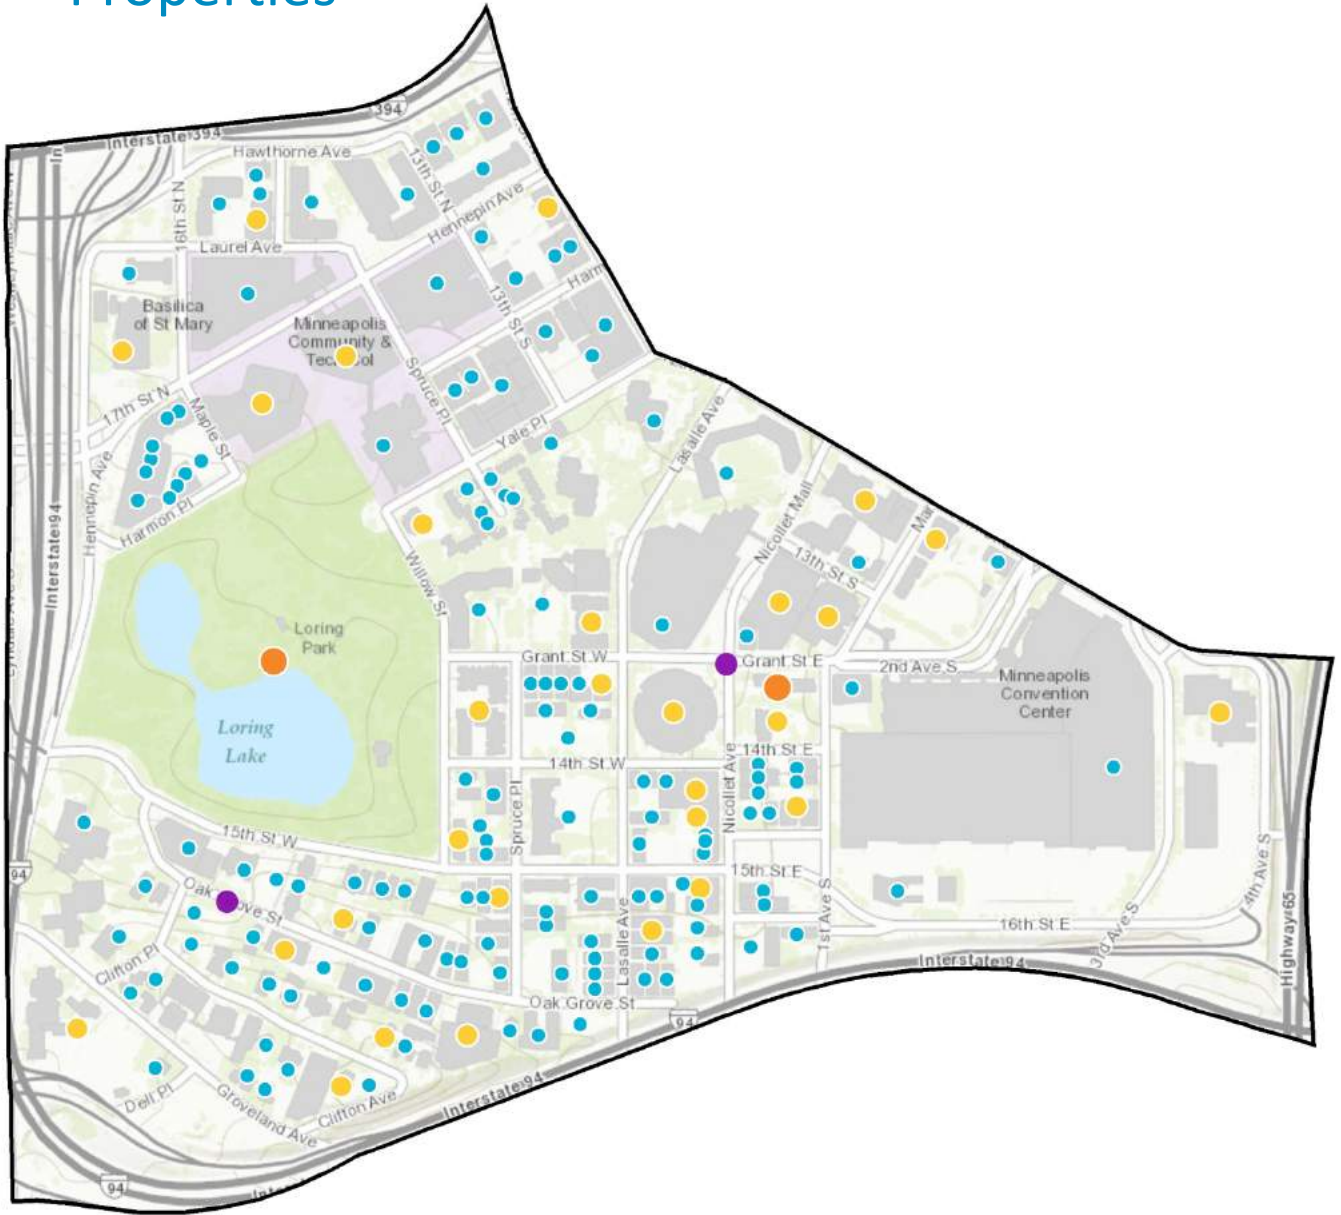 Properties
394
Interstate 394
Hawthorne Ave
13th St N
16th St N
Hennepin Ave
Laurel Ave
Harm
Basilica
of St Mary
Minneapolis
Community &
13th St S
Spruce Pl
17th St N
Maple St
Yale Pl
Lasalle Ave
Hennepin Ave
Harmon Pl
Nicollet Mall
Mar
13th St S
Interstate 94
Willow St
Loring
Park
Grant St W
Grant St E
2nd Ave S
Minneapolis
Convention
Center
Loring
Lake
14th St W
14th St E
Nicollet Ave
Spruce Pl
15th St W
15th St E
94
Oak
ove St
Lasalle Ave
1st Ave S
16th St E
3rd Ave S
4th Ave S
Highway 65
Clifton Pl
Interstate 94
Oak Grove St
94
Dell Pl
Groveland Ave
Clifton Ave
Interstate 94
94